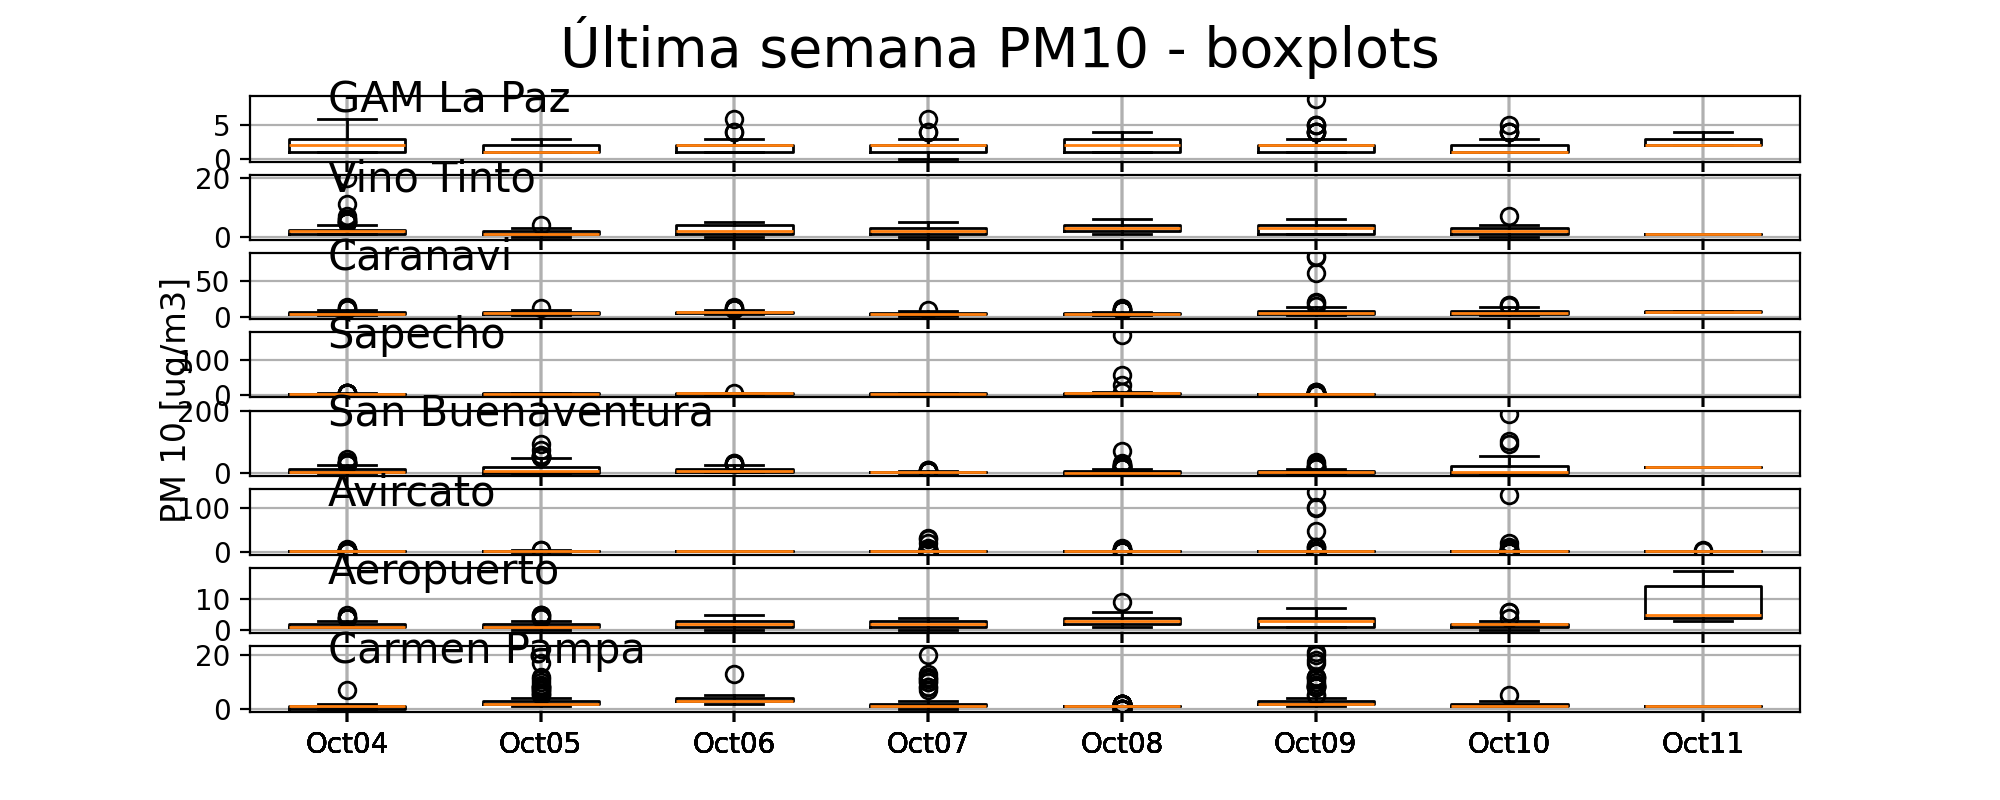 Última semana PM10 - boxplots
GAM La Paz
5
0
Vino Tinto
20
0
Caranavi
50
0
Sapecho
100
0
San Buenaventura
200
0
Avircato
100
0
Aeropuerto
10
0
Carmen Pampa
20
0
PM 10 [ug/m3]
Oct04 Oct05 Oct06 Oct07 Oct08 Oct09 Oct10 Oct11